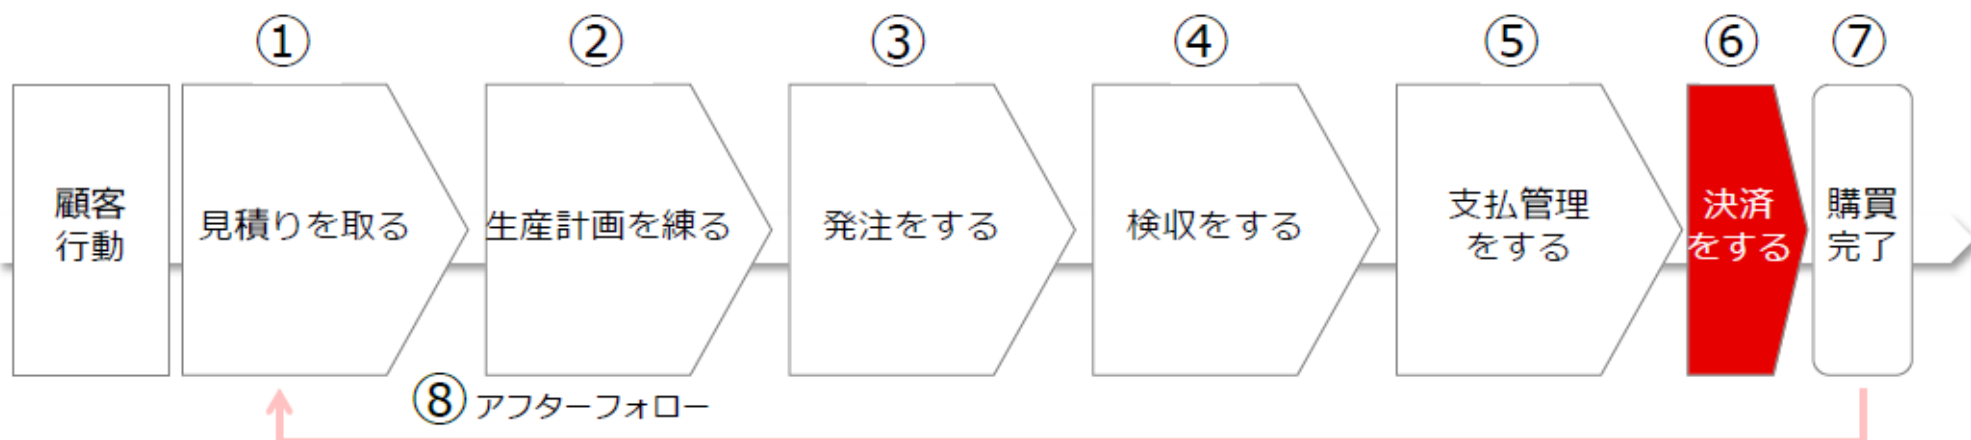 ①
②
③
④
⑤
⑥
⑦
顧客
行動
見積りを取る
生産計画を練る
発注をする
検収をする
支払管理
をする
決済
をする
購買
完了
⑧ アフターフォロー